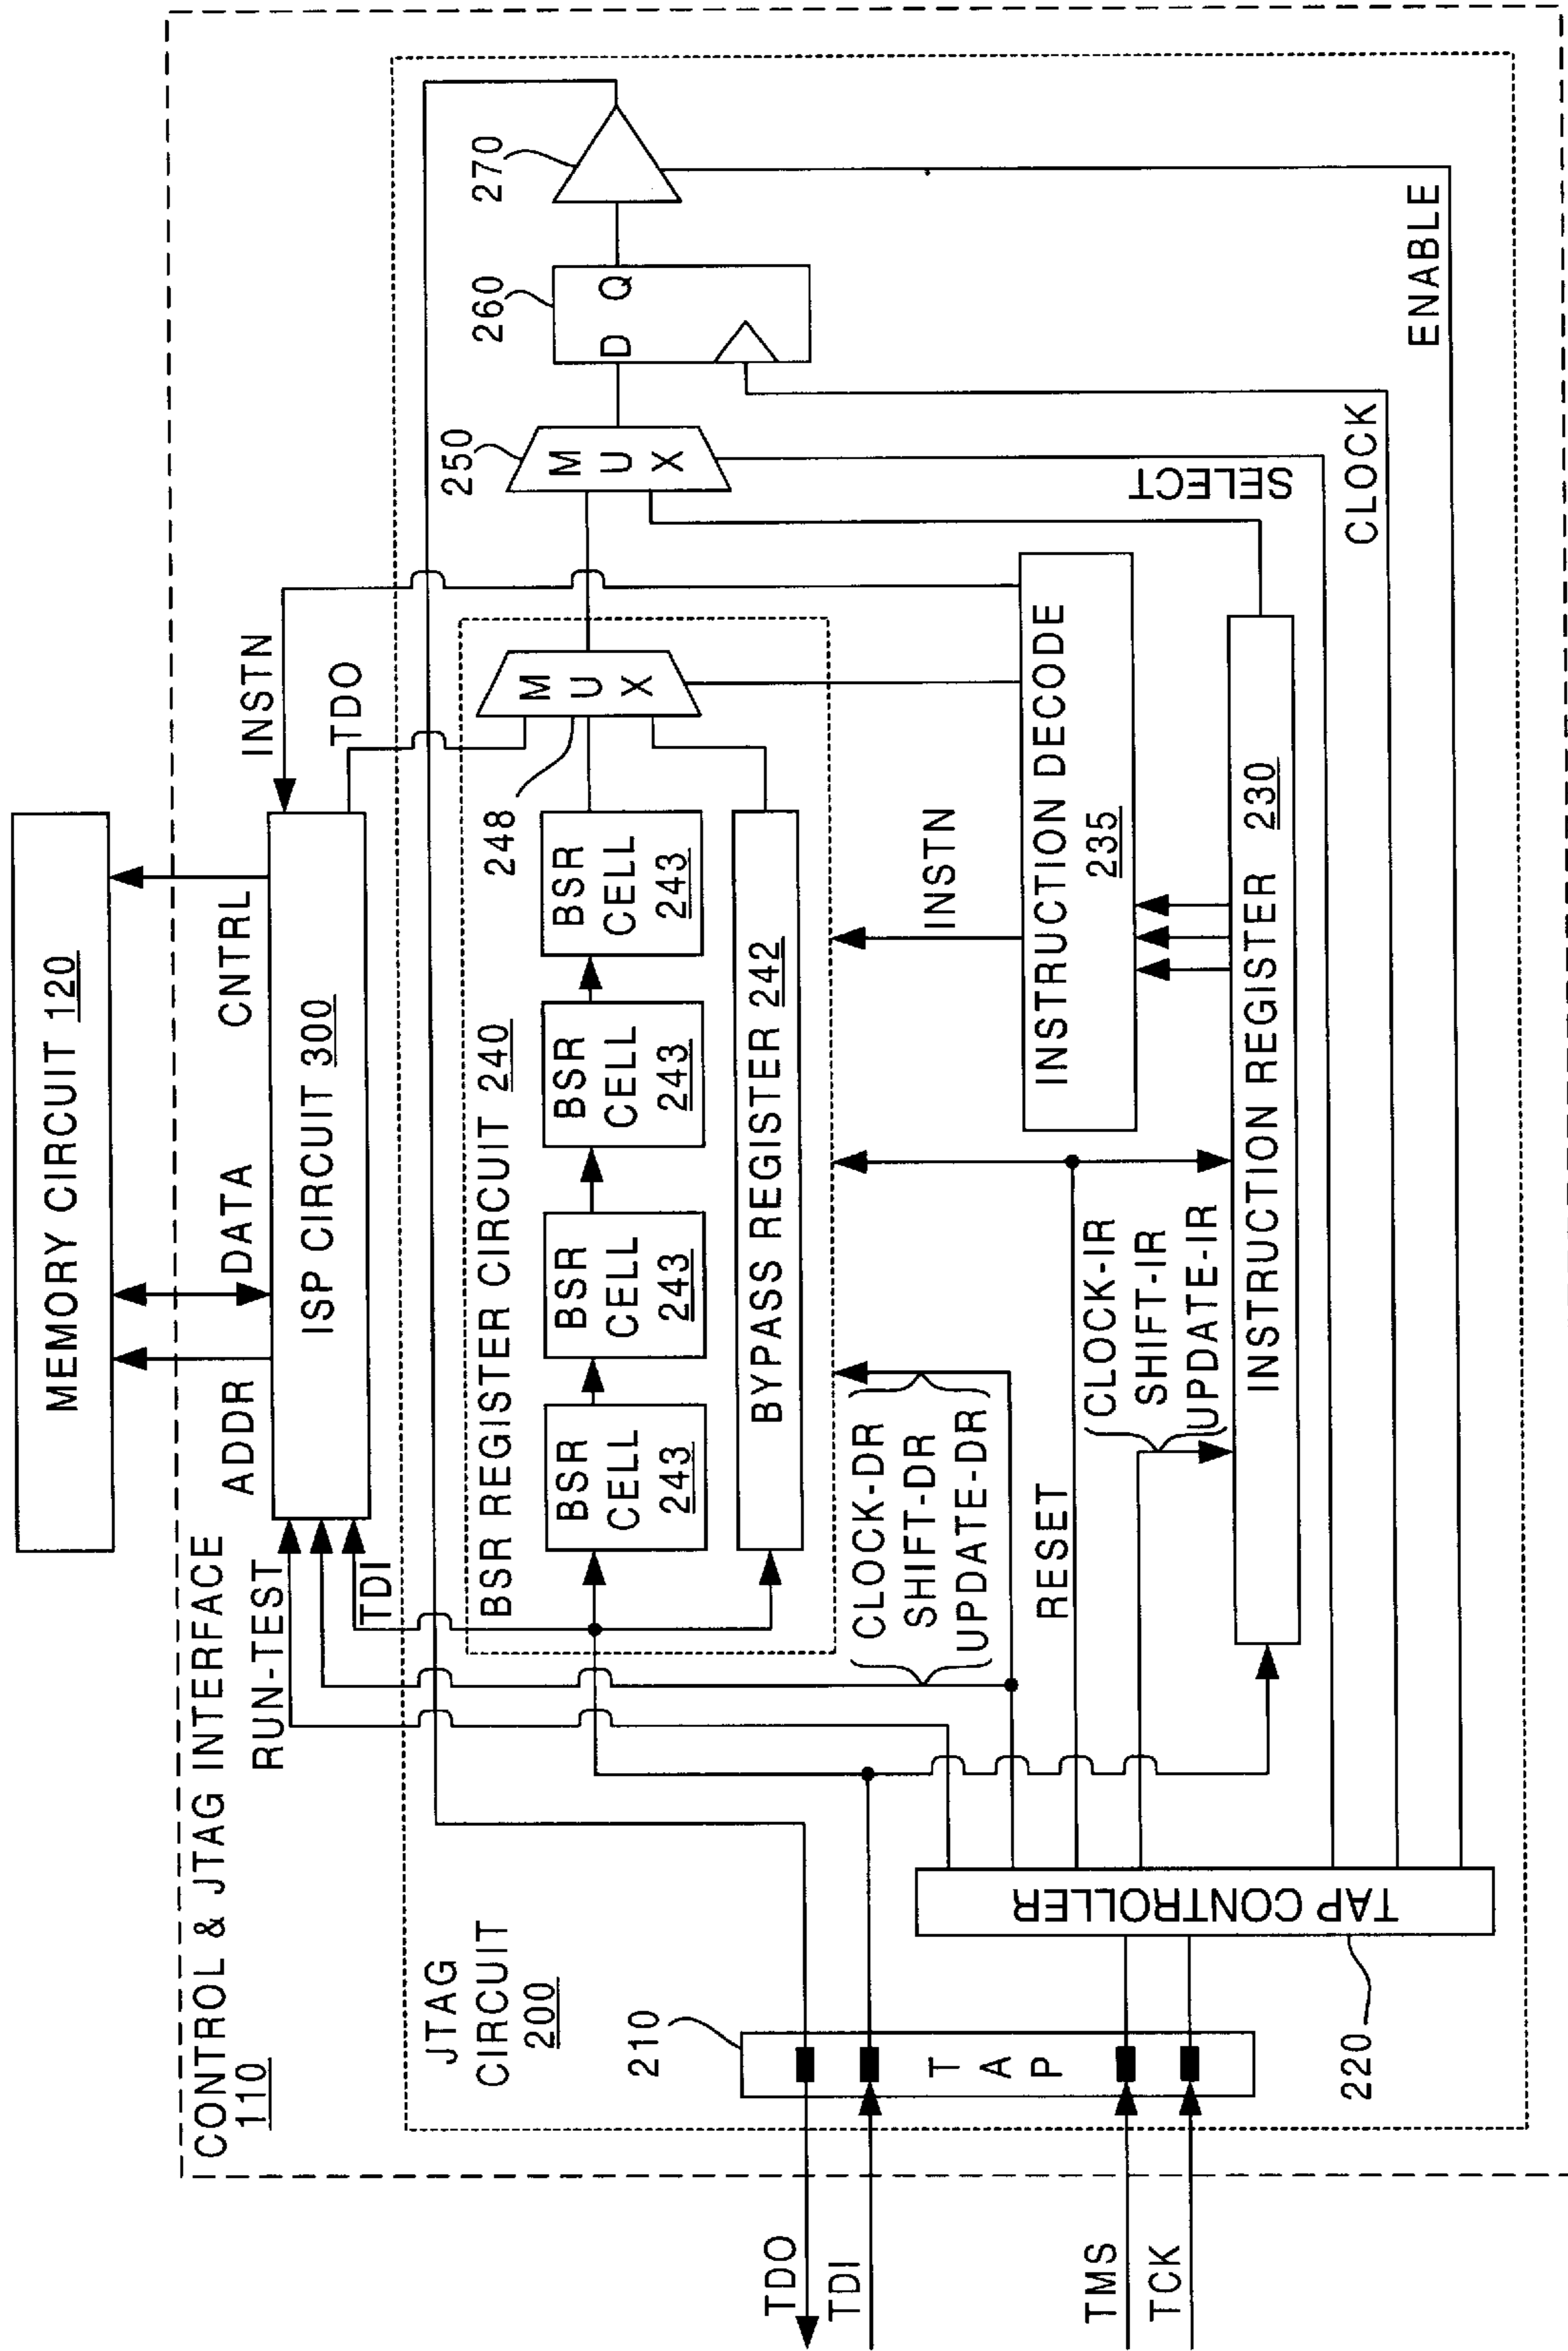 MEMORY CIRCUIT 120
CONTROL & JTAG INTERFACE
110
RUN-TEST
ADDR
DATA
CNTRL
INSTN
ISP CIRCUIT 300
TDI
TDO
JTAG
CIRCUIT
200
BSR REGISTER CIRCUIT 240
BSR
CELL
243
BSR
CELL
243
BSR
CELL
243
BSR
CELL
243
248
MUX
250
MUX
260
D Q
270
BYPASS REGISTER 242
210
TAP
TDO
TDI
TMS
TCK
CLOCK-DR
SHIFT-DR
UPDATE-DR
INSTN
RESET
INSTRUCTION DECODE
235
SELECT
CLOCK-IR
SHIFT-IR
UPDATE-IR
INSTRUCTION REGISTER 230
TAP CONTROLLER
220
CLOCK
ENABLE